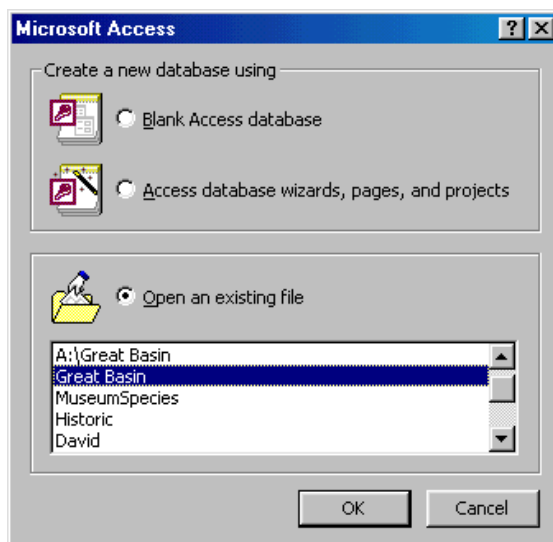 Microsoft Access
Create a new database using
Blank Access database
Access database wizards, pages, and projects
Open an existing file
A:\Great Basin
Great Basin
MuseumSpecies
Historic
David
OK
Cancel